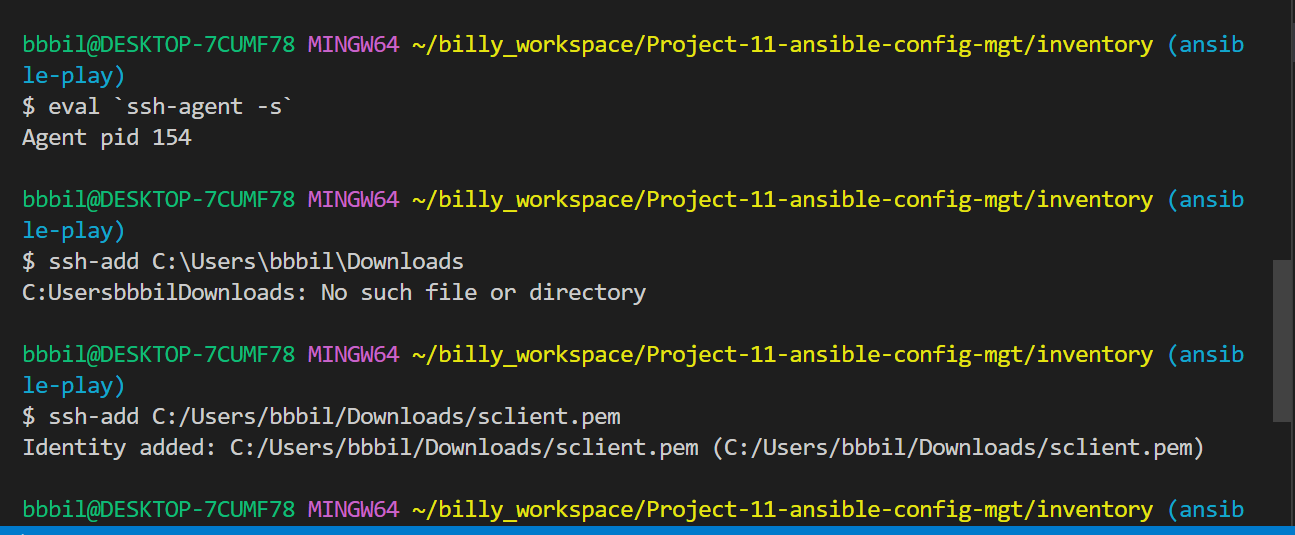 bbbil@DESKTOP-7CUMF78 MINGW64 ~/billy_workspace/Project-11-ansible-config-mgt/inventory (ansib
le-play)
$ eval `ssh-agent -s`
Agent pid 154
bbbil@DESKTOP-7CUMF78 MINGW64 ~/billy_workspace/Project-11-ansible-config-mgt/inventory (ansib
le-play)
$ ssh-add C:\Users\bbbil\Downloads
C:UsersbbbilDownloads: No such file or directory
bbbil@DESKTOP-7CUMF78 MINGW64 ~/billy_workspace/Project-11-ansible-config-mgt/inventory (ansib
le-play)
$ ssh-add C:/Users/bbbil/Downloads/sclient.pem
Identity added: C:/Users/bbbil/Downloads/sclient.pem (C:/Users/bbbil/Downloads/sclient.pem)
bbbil@DESKTOP-7CUMF78 MINGW64 ~/billy_workspace/Project-11-ansible-config-mgt/inventory (ansib